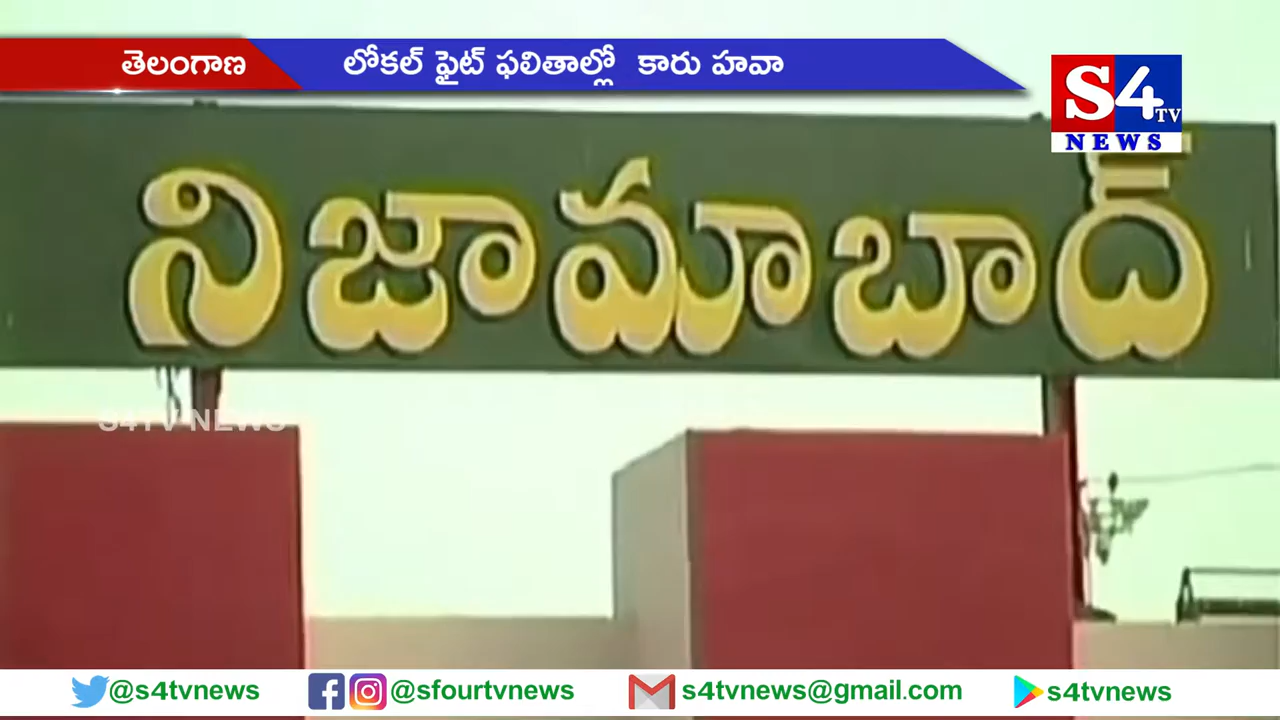 తెలంగాణ లోకల్ ఫైట్ ఫలితాల్లో కారు హవా
S4 TV
NEWS
నిజామాబాద్
S4TV NEWS
@s4tvnews @sfourtvnews s4tvnews@gmail.com s4tvnews